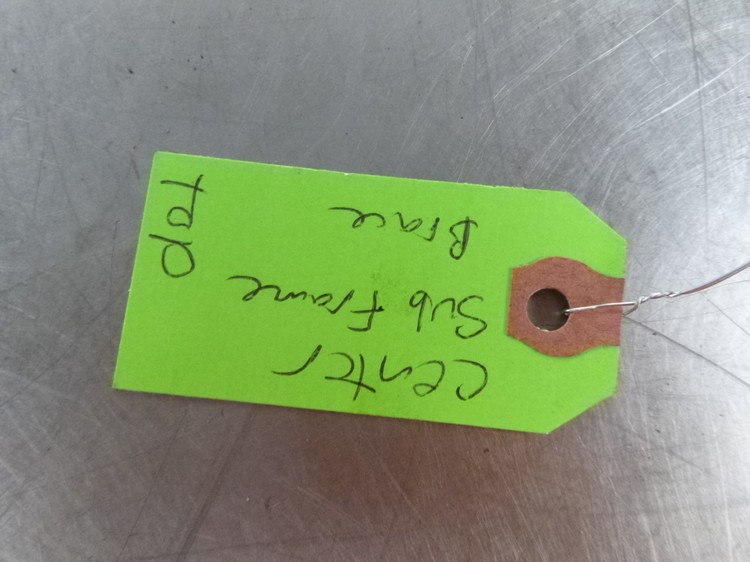 Center
Sub Frame
Brace
Top